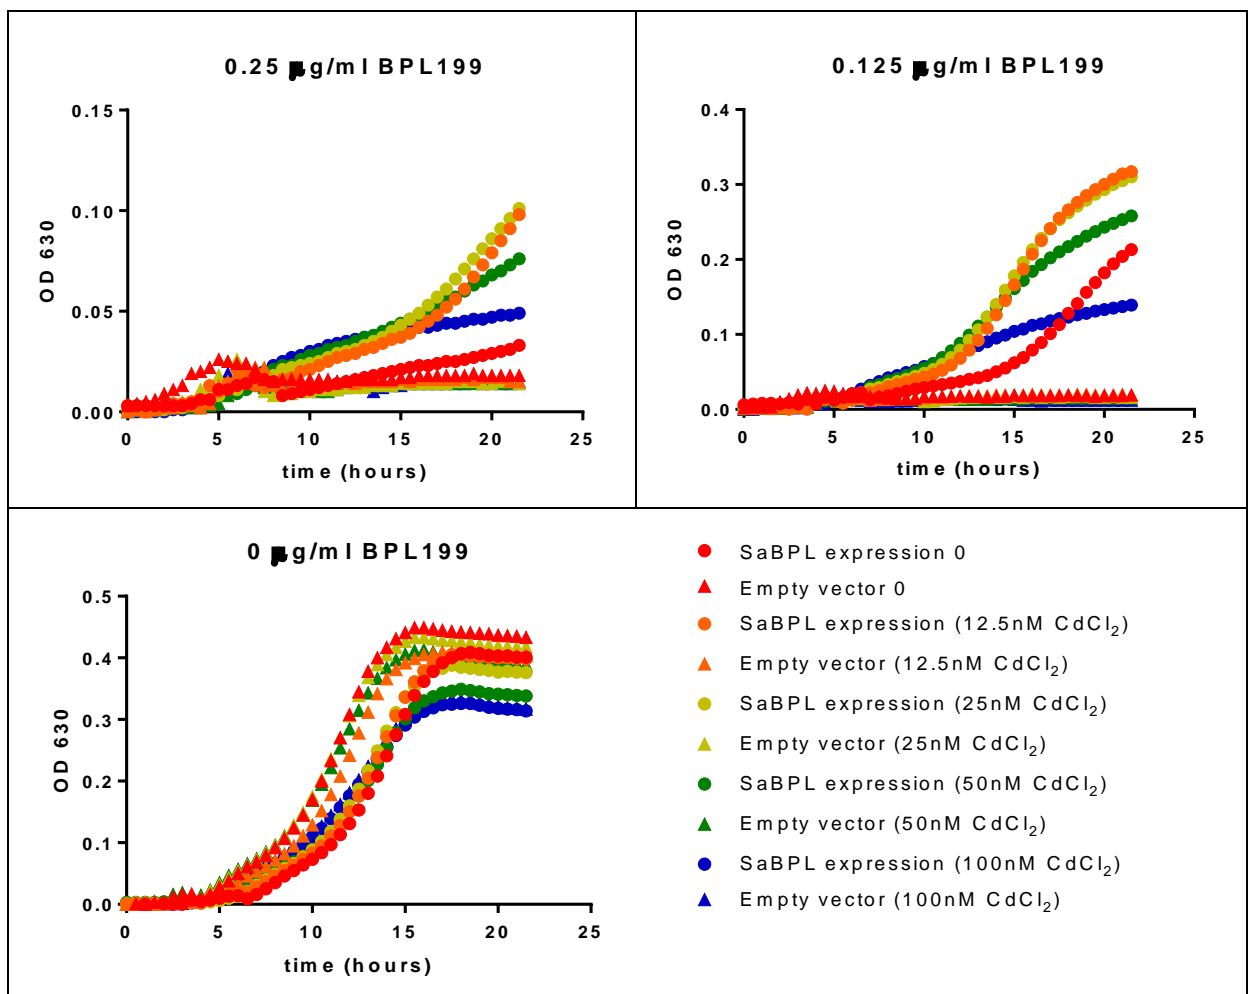 0.25 μg/ml BPL199
0.15
0.10
0.05
0.00
OD 630
0 5 10 15 20 25
time (hours)
0.125 μg/ml BPL199
0.4
0.3
0.2
0.1
0.0
OD 630
0 5 10 15 20 25
time (hours)
0 μg/ml BPL199
0.5
0.4
0.3
0.2
0.1
0.0
OD 630
0 5 10 15 20 25
time (hours)
SaBPL expression 0
Empty vector 0
SaBPL expression (12.5nM CdCl₂)
Empty vector (12.5nM CdCl₂)
SaBPL expression (25nM CdCl₂)
Empty vector (25nM CdCl₂)
SaBPL expression (50nM CdCl₂)
Empty vector (50nM CdCl₂)
SaBPL expression (100nM CdCl₂)
Empty vector (100nM CdCl₂)